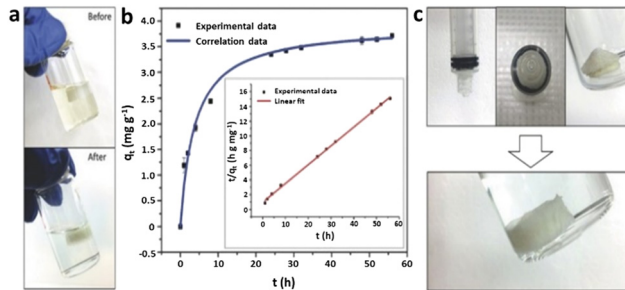 a
Before
After
b
Experimental data
Correlation data
qt (mg g-1)
4.0
3.5
3.0
2.5
2.0
1.5
1.0
0.5
0.0
-0.5
0
10
20
30
40
50
60
t (h)
Experimental data
Linear fit
t/qt (h g mg-1)
16
14
12
10
8
6
4
2
0
0
10
20
30
40
50
60
t (h)
c